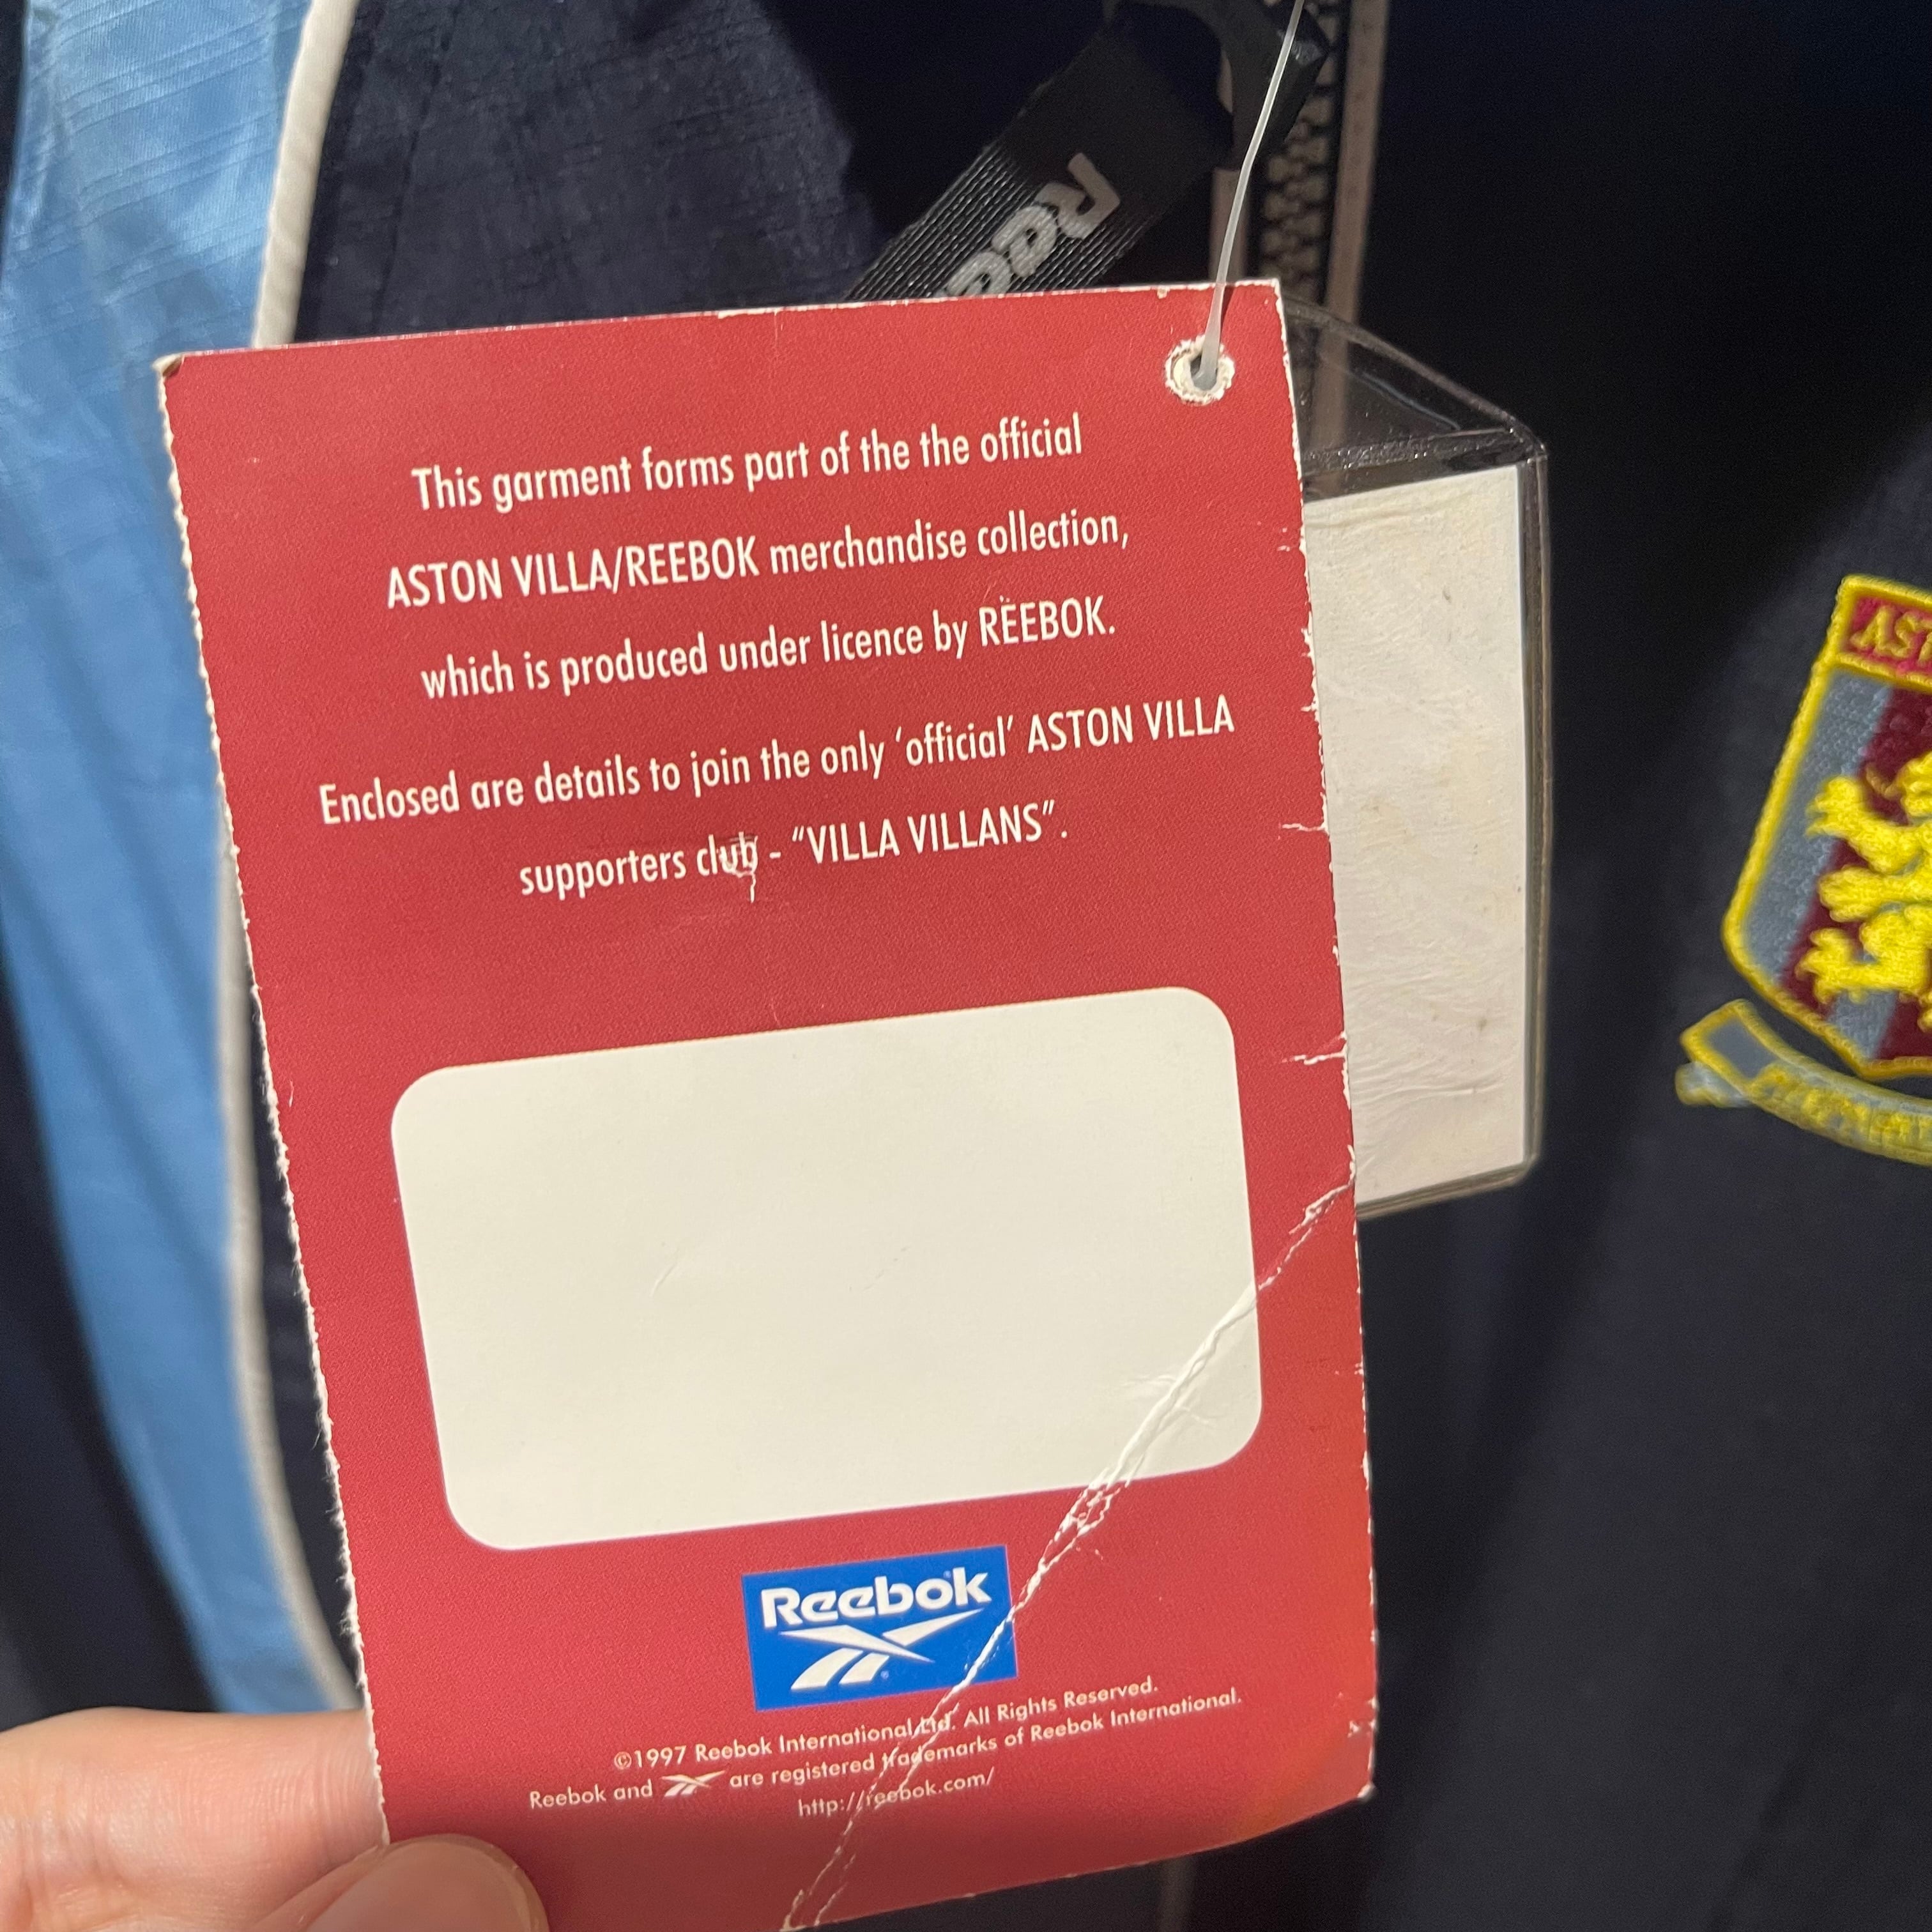 Ree
This garment forms part of the the official
ASTON VILLA/REEBOK merchandise collection,
which is produced under licence by REEBOK.
Enclosed are details to join the only ‘official’ ASTON VILLA
supporters club - “VILLA VILLANS”.
AST
Reebok
©1997 Reebok International Ltd. All Rights Reserved.
Reebok and are registered trademarks of Reebok International.
http://reebok.com/